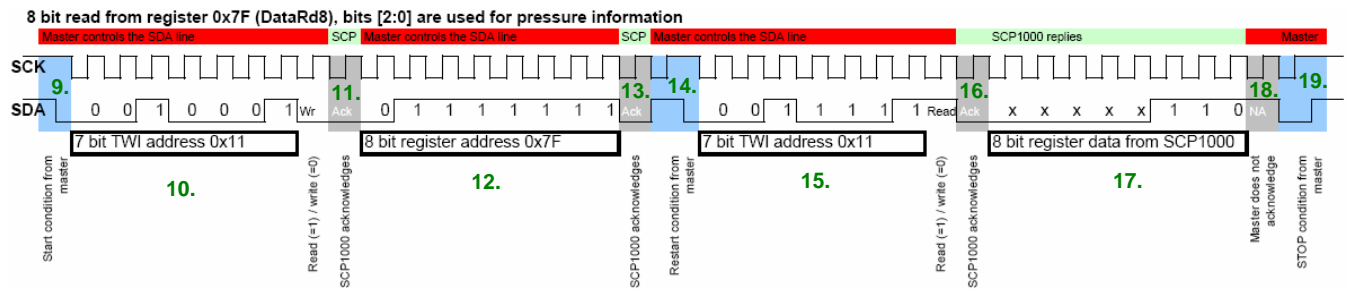 8 bit read from register 0x7F (DataRd8), bits [2:0] are used for pressure information
Master controls the SDA line SCP Master controls the SDA line SCP Master controls the SDA line SCP1000 replies Master
SCK
9. 11. 13. 14. 16. 18. 19.
SDA 0 0 1 0 0 0 1 Wr Ack 0 1 1 1 1 1 1 1 Ack 0 0 1 1 1 1 1 Read Ack x x x x x 1 1 0 NA
7 bit TWI address 0x11 8 bit register address 0x7F 7 bit TWI address 0x11 8 bit register data from SCP1000
10. 12. 15. 17.
Start condition from
master
Read (=1) / write (=0)
SCP1000 acknowledges
SCP1000 acknowledges
Restart condition from
master
Read (=1) / write (=0)
SCP1000 acknowledges
Master does not
acknowledge
STOP condition from
master